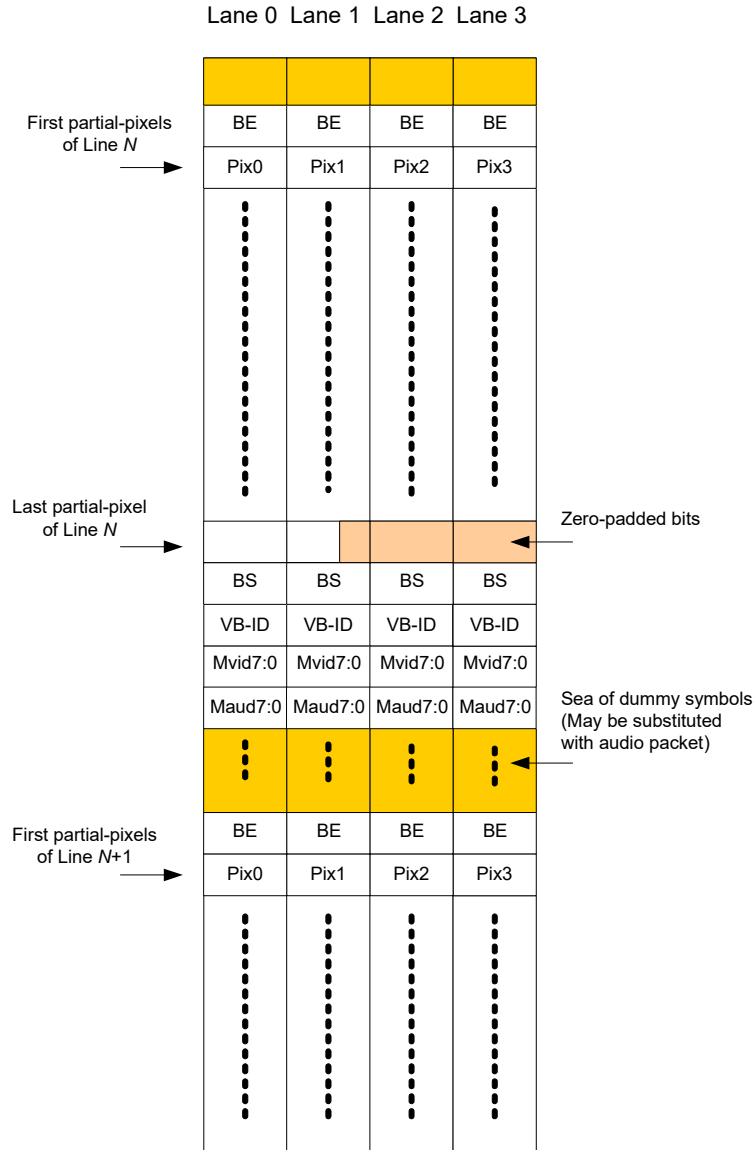 Lane 0 Lane 1 Lane 2 Lane 3
First partial-pixels
of Line N
BE BE BE BE
Pix0 Pix1 Pix2 Pix3
Last partial-pixel
of Line N
Zero-padded bits
BS BS BS BS
VB-ID VB-ID VB-ID VB-ID
Mvid7:0 Mvid7:0 Mvid7:0 Mvid7:0
Maud7:0 Maud7:0 Maud7:0 Maud7:0
Sea of dummy symbols
(May be substituted
with audio packet)
First partial-pixels
of Line N+1
BE BE BE BE
Pix0 Pix1 Pix2 Pix3